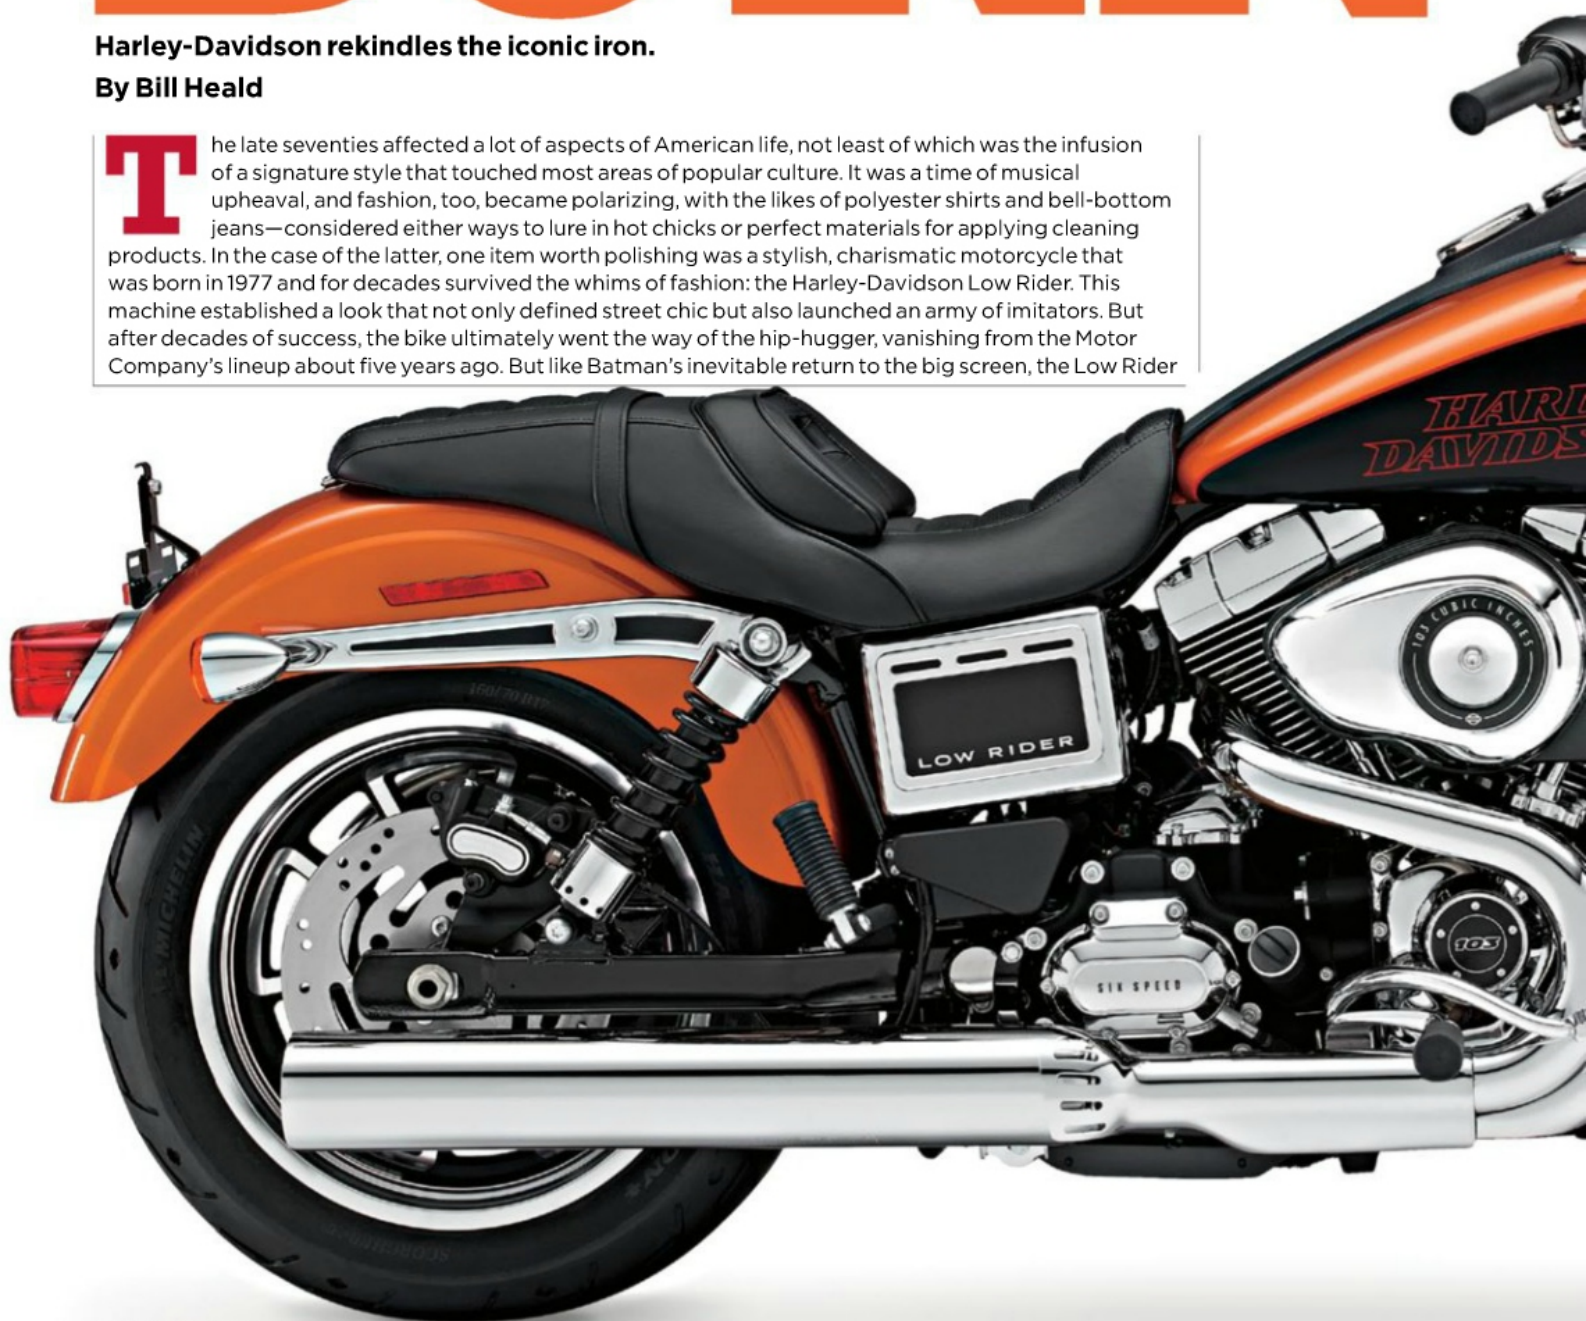 Harley-Davidson rekindles the iconic iron.
By Bill Heald
The late seventies affected a lot of aspects of American life, not least of which was the infusion
of a signature style that touched most areas of popular culture. It was a time of musical
upheaval, and fashion, too, became polarizing, with the likes of polyester shirts and bell-bottom
jeans—considered either ways to lure in hot chicks or perfect materials for applying cleaning
products. In the case of the latter, one item worth polishing was a stylish, charismatic motorcycle that
was born in 1977 and for decades survived the whims of fashion: the Harley-Davidson Low Rider. This
machine established a look that not only defined street chic but also launched an army of imitators. But
after decades of success, the bike ultimately went the way of the hip-hugger, vanishing from the Motor
Company's lineup about five years ago. But like Batman's inevitable return to the big screen, the Low Rider
HARL
DAVIDS
103 CUBIC INCHES
LOW RIDER
MICHELIN
103
SIX SPEED